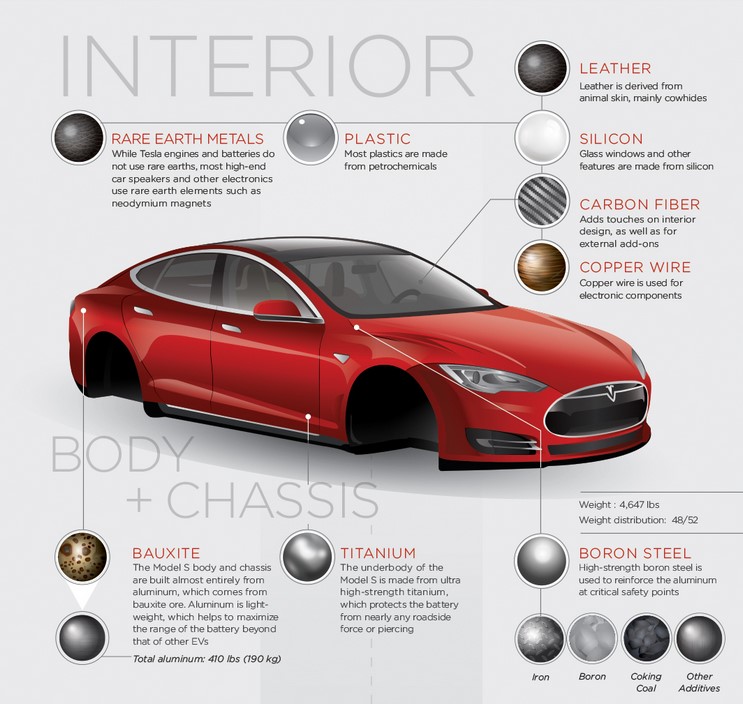 INTERIOR
LEATHER
Leather is derived from
animal skin, mainly cowhides
RARE EARTH METALS
While Tesla engines and batteries do
not use rare earths, most high-end
car speakers and other electronics
use rare earth elements such as
neodymium magnets
PLASTIC
Most plastics are made
from petrochemicals
SILICON
Glass windows and other
features are made from silicon
CARBON FIBER
Adds touches on interior
design, as well as for
external add-ons
COPPER WIRE
Copper wire is used for
electronic components
BODY
+ CHASSIS
Weight : 4,647 lbs
Weight distribution: 48/52
BAUXITE
The Model S body and chassis
are built almost entirely from
aluminum, which comes from
bauxite ore. Aluminum is light-
weight, which helps to maximize
the range of the battery beyond
that of other EVs
Total aluminum: 410 lbs (190 kg)
TITANIUM
The underbody of the
Model S is made from ultra
high-strength titanium,
which protects the battery
from nearly any roadside
force or piercing
BORON STEEL
High-strength boron steel is
used to reinforce the aluminum
at critical safety points
Iron
Boron
Coking
Coal
Other
Additives